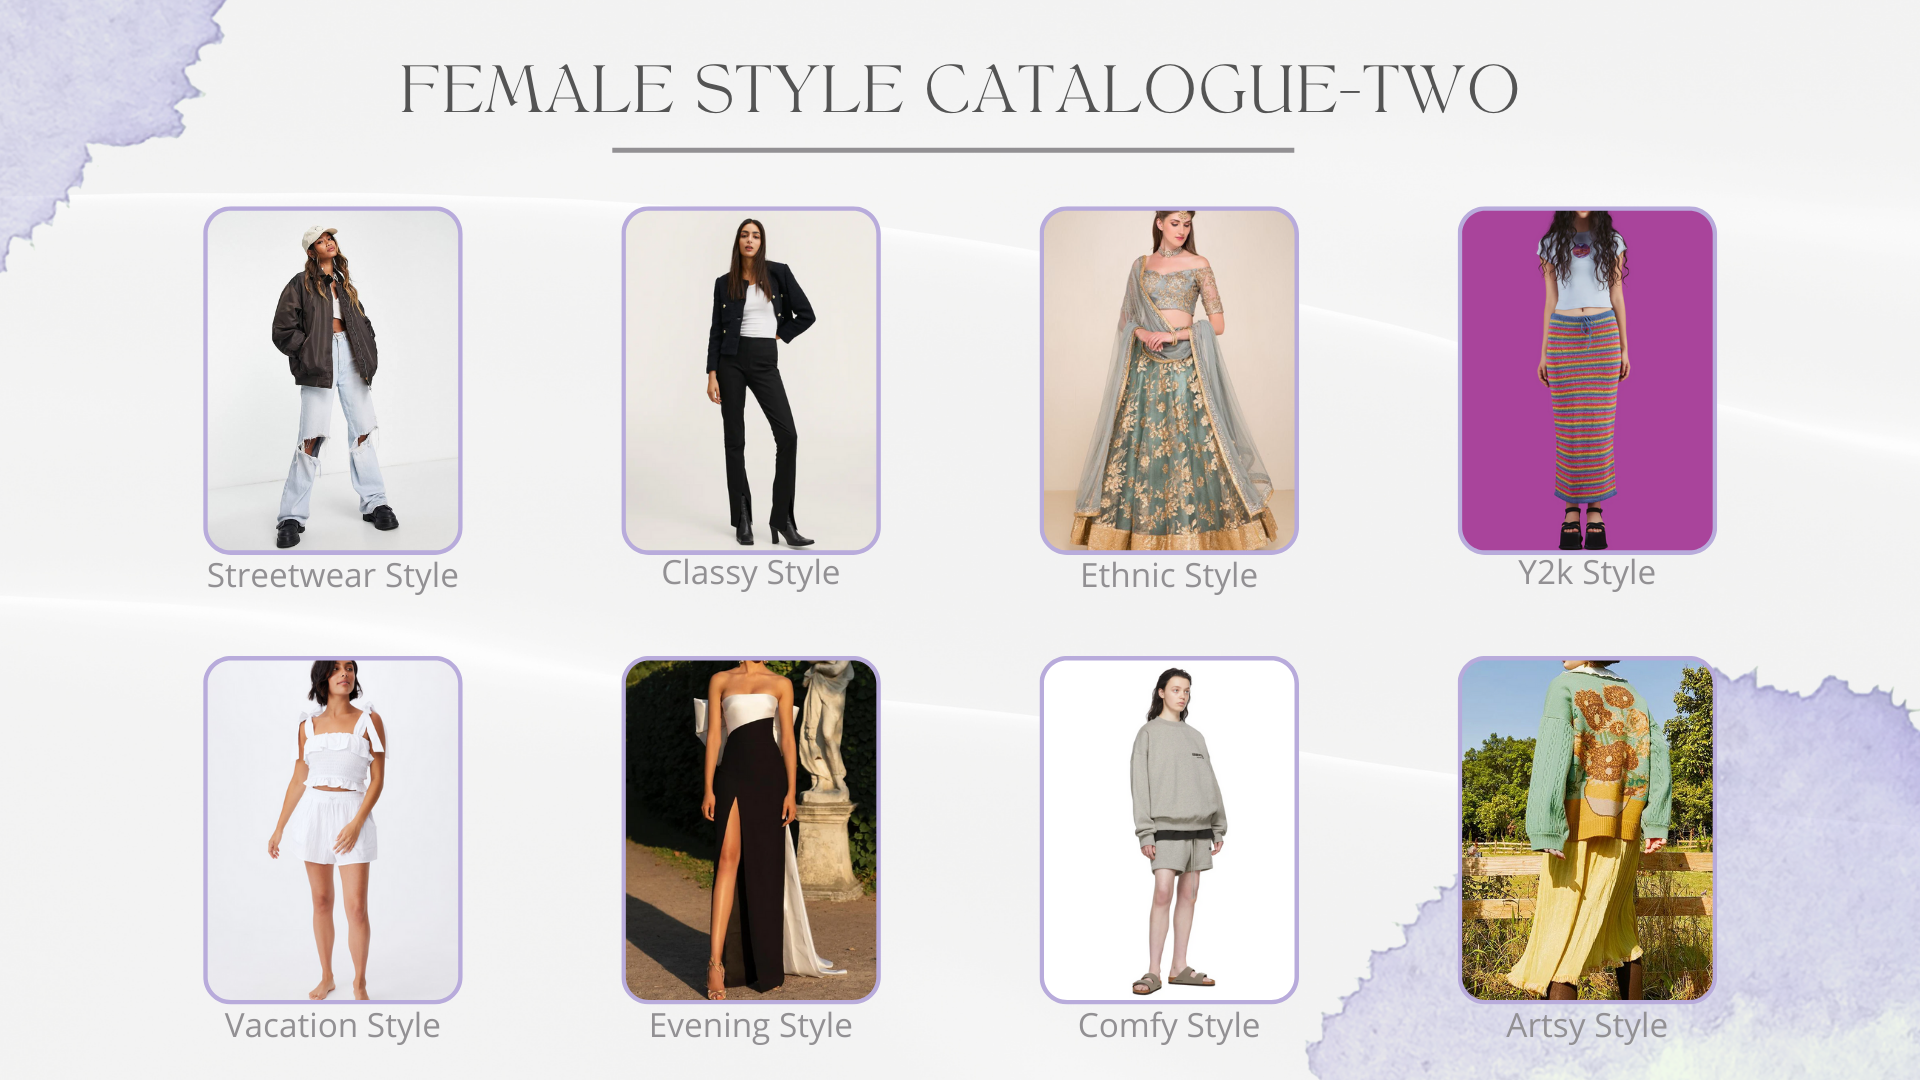 FEMALE STYLE CATALOGUE-TWO
Streetwear Style
Classy Style
Ethnic Style
Y2k Style
Vacation Style
Evening Style
Comfy Style
Artsy Style